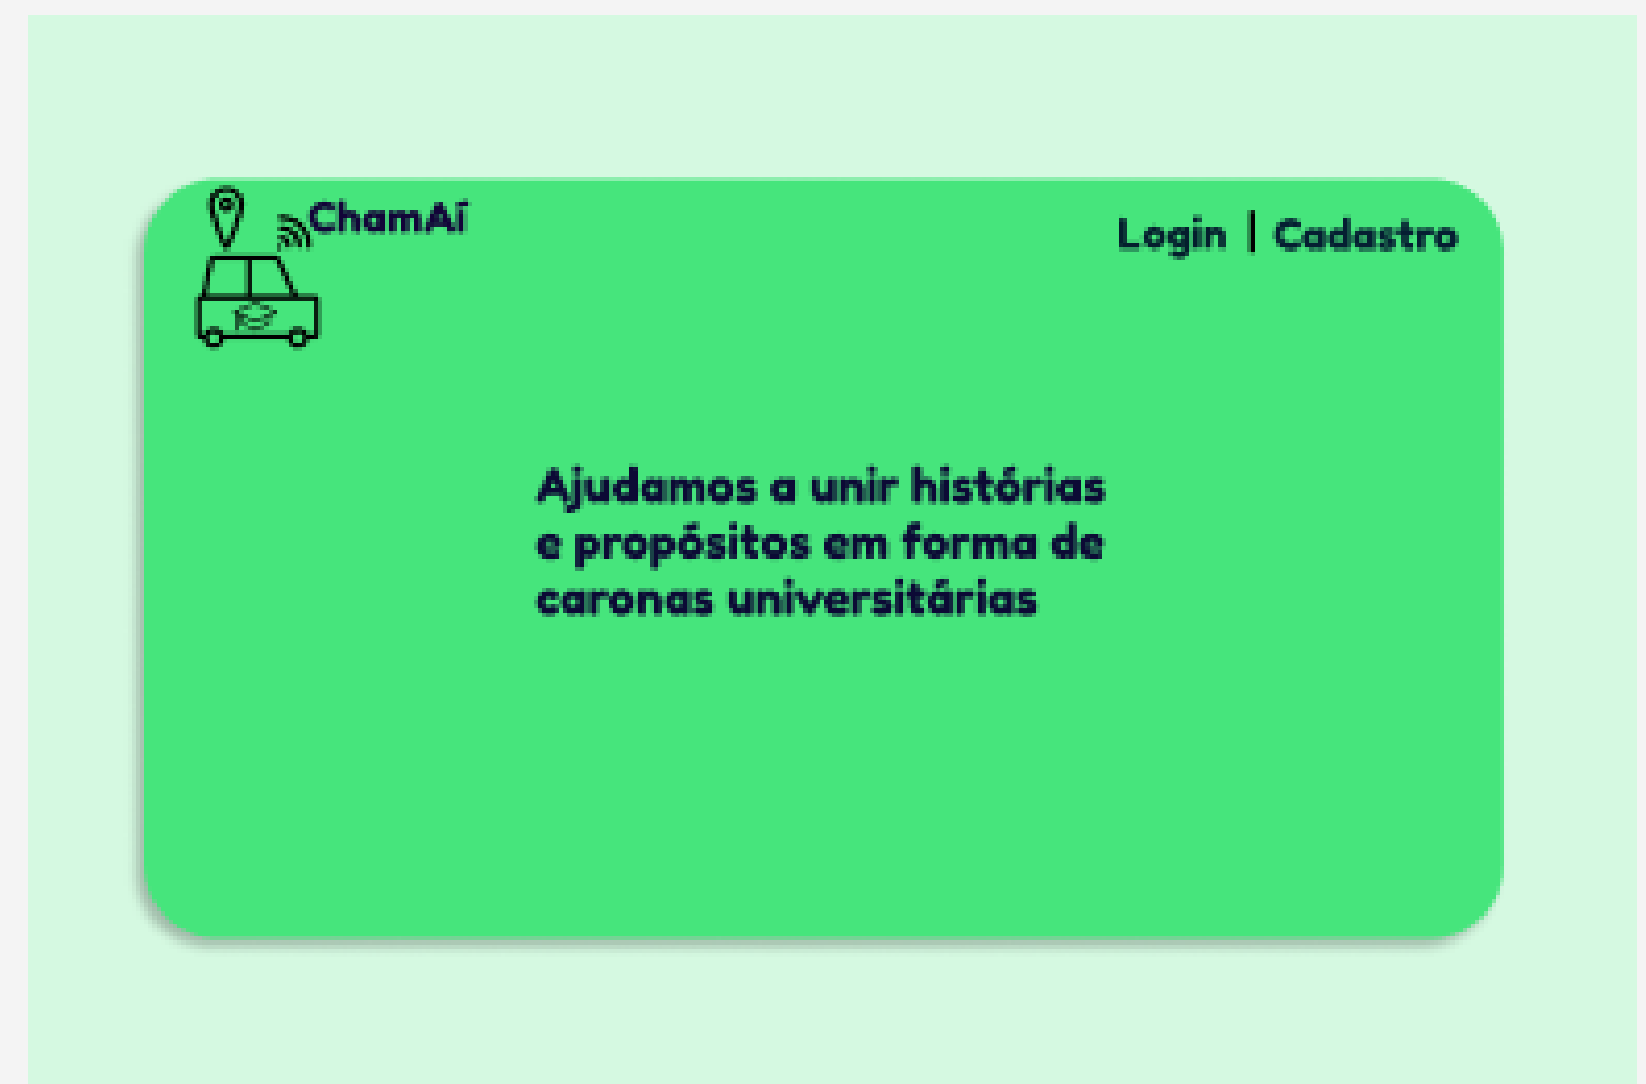 ChamAí
Login | Cadastro
Ajudamos a unir histórias
e propósitos em forma de
caronas universitárias